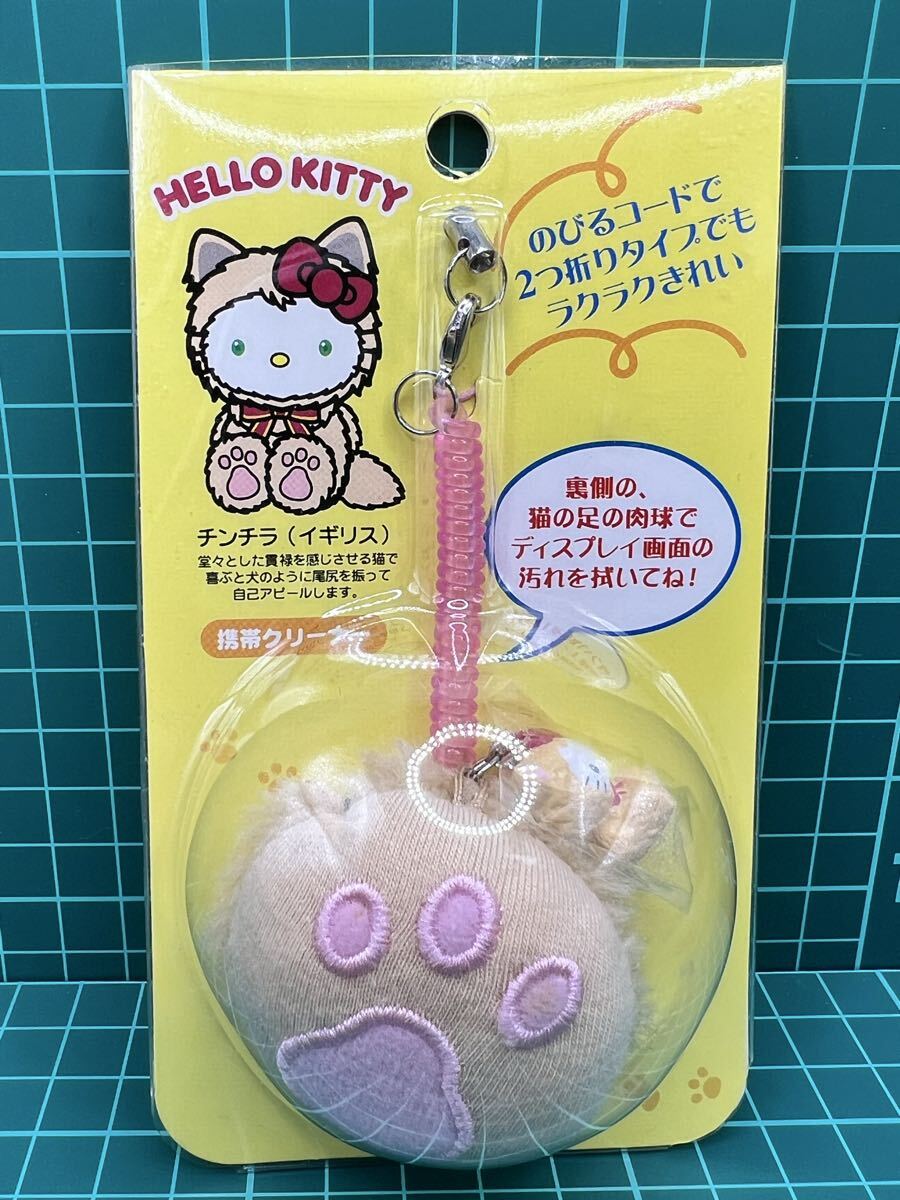 HELLO KITTY
のびるコードで
2つ折りタイプでも
ラクラクきれい
裏側の、
猫の足の肉球で
ディスプレイ画面の
汚れを拭いてね!
チンチラ(イギリス)
堂々とした貫禄を感じさせる猫で
喜ぶと犬のように尾尻を振って
自己アピールします。
携帯クリーナー